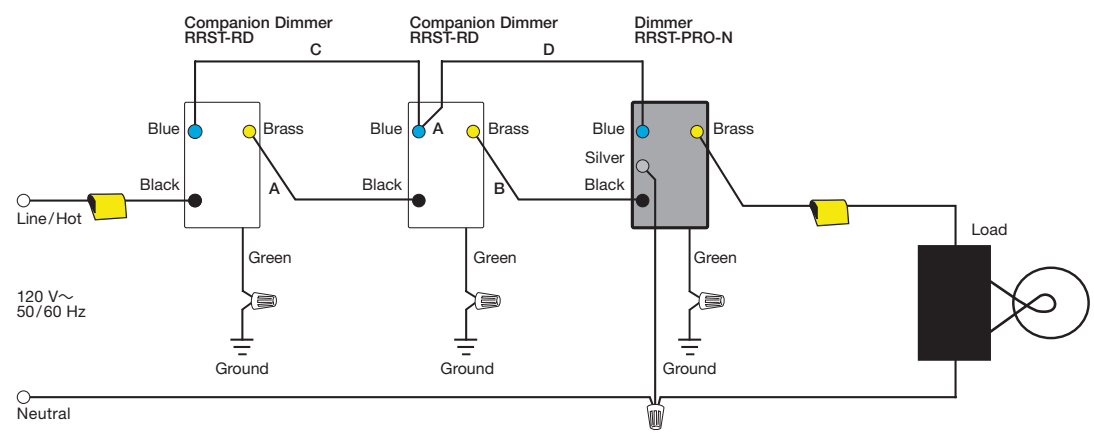 Companion Dimmer
RRST-RD
Companion Dimmer
RRST-RD
Dimmer
RRST-PRO-N
C
D
Blue
Brass
Blue
A
Brass
Blue
Brass
Silver
Black
A
Black
B
Black
Line/Hot
Load
Green
Green
Green
120 V~
50/60 Hz
Ground
Ground
Ground
Neutral